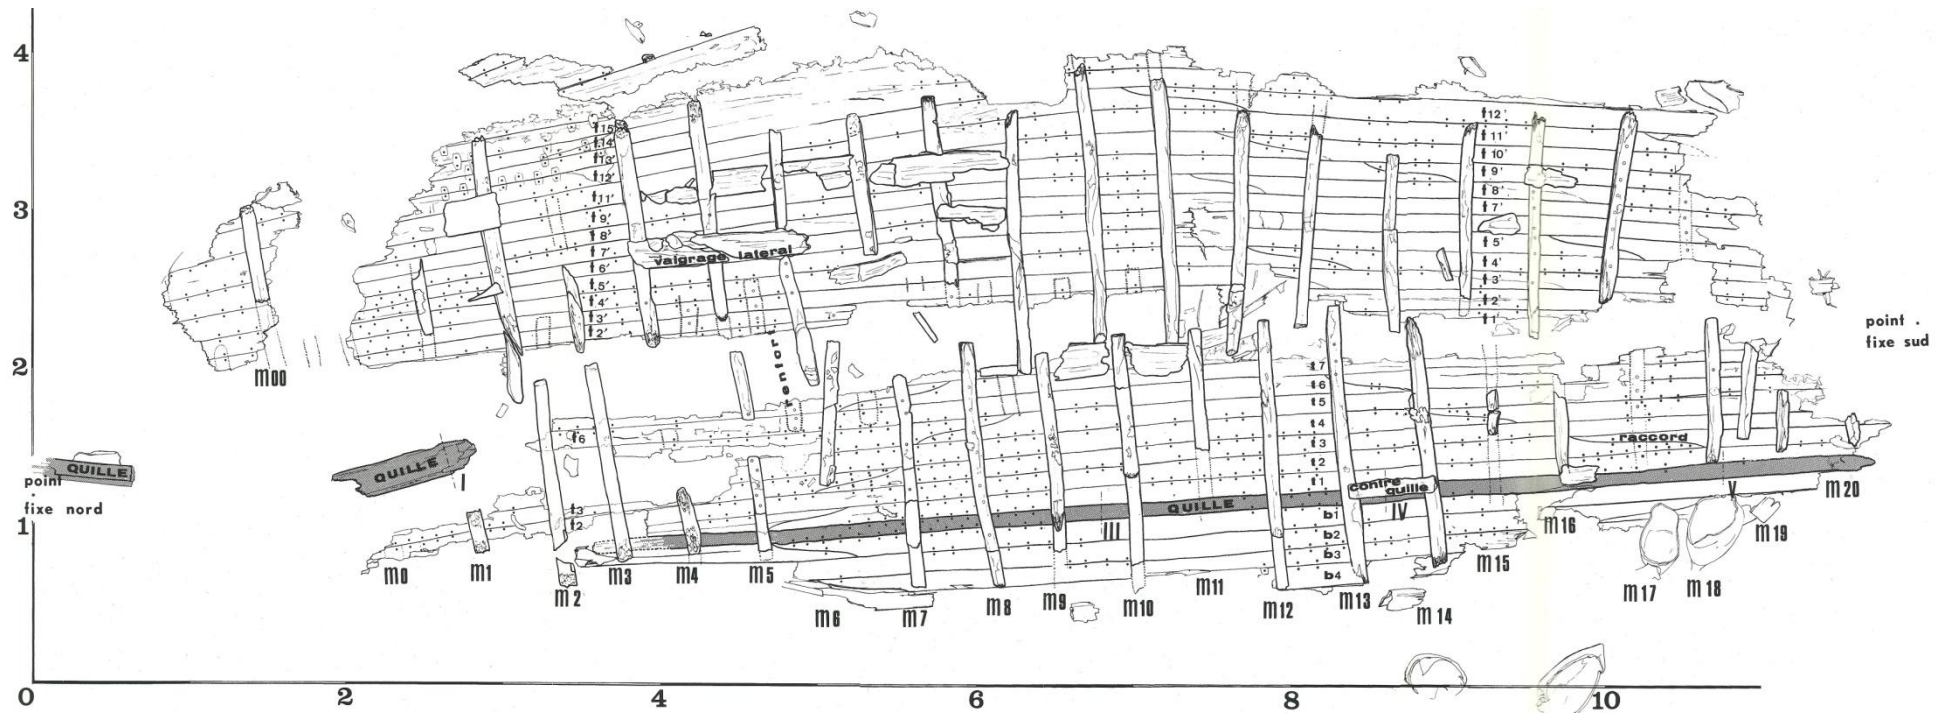 4
3
2
1
0
2
4
6
8
10
t15'
t14'
t13'
t12'
t11'
t9'
t8'
t7'
t6'
t5'
t4'
t3'
t2'
vaigrage lateral
renfort
t12'
t11'
t10'
t9'
t8'
t7'
t5'
t4'
t3'
t2'
t1'
point .
fixe sud
m00
t7
t6
t5
t4
t3
t2
t1
raccord
t6
QUILLE
point
.
fixe nord
QUILLE
I
t3
t2
QUILLE
contre
quille
b1
b2
b3
b4
III
IV
V
m0
m1
m2
m3
m4
m5
m6
m7
m8
m9
m10
m11
m12
m13
m14
m15
m16
m17
m18
m19
m20